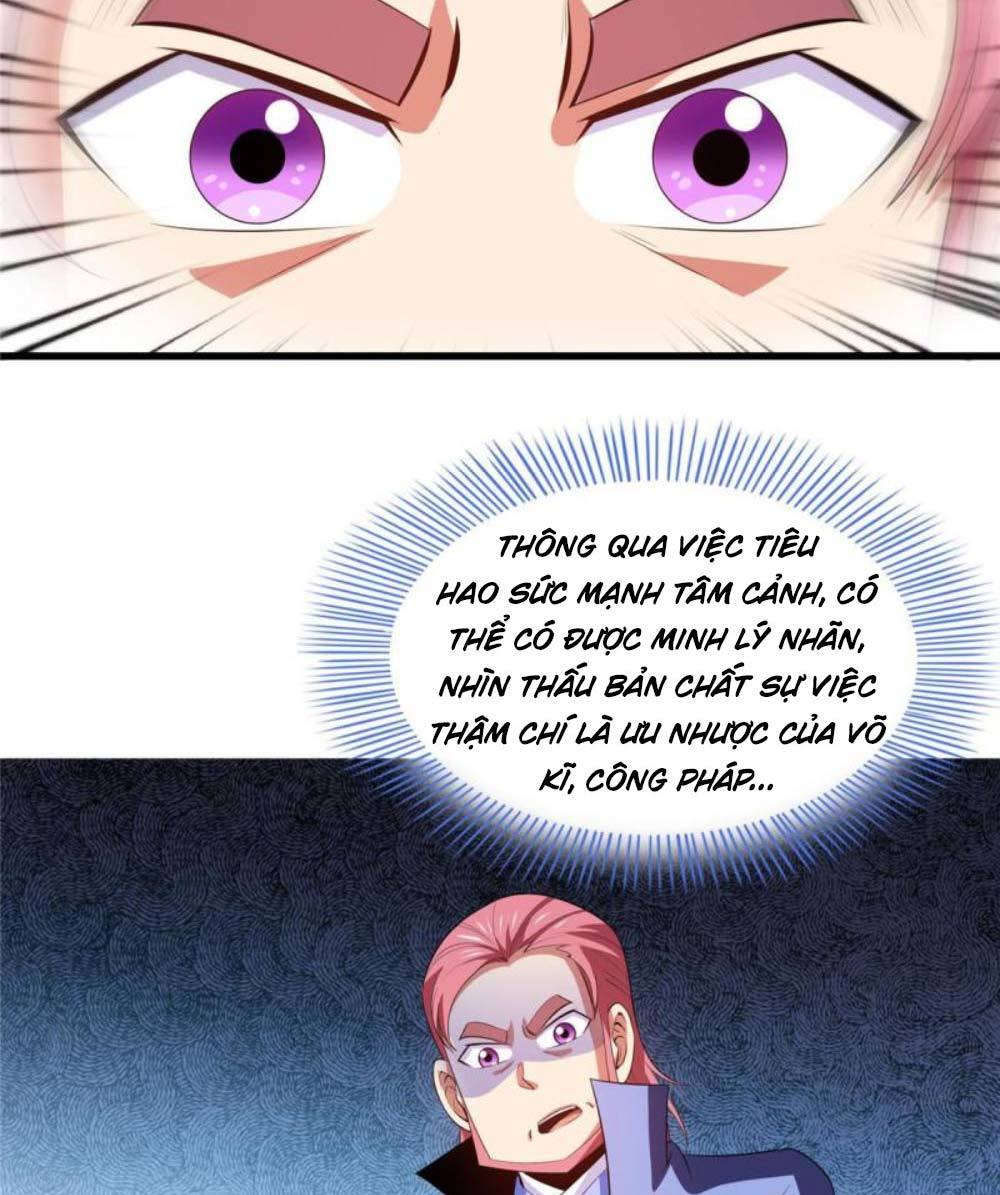 THÔNG QUA VIỆC TIÊU
HAO SỨC MẠNH TÂM CẢNH, CÓ
THỂ CÓ ĐƯỢC MINH LÝ NHÃN,
NHÌN THẤU BẢN CHẤT SỰ VIỆC
THẬM CHÍ LÀ ƯU NHƯỢC CỦA VÕ
KĨ, CÔNG PHÁP...